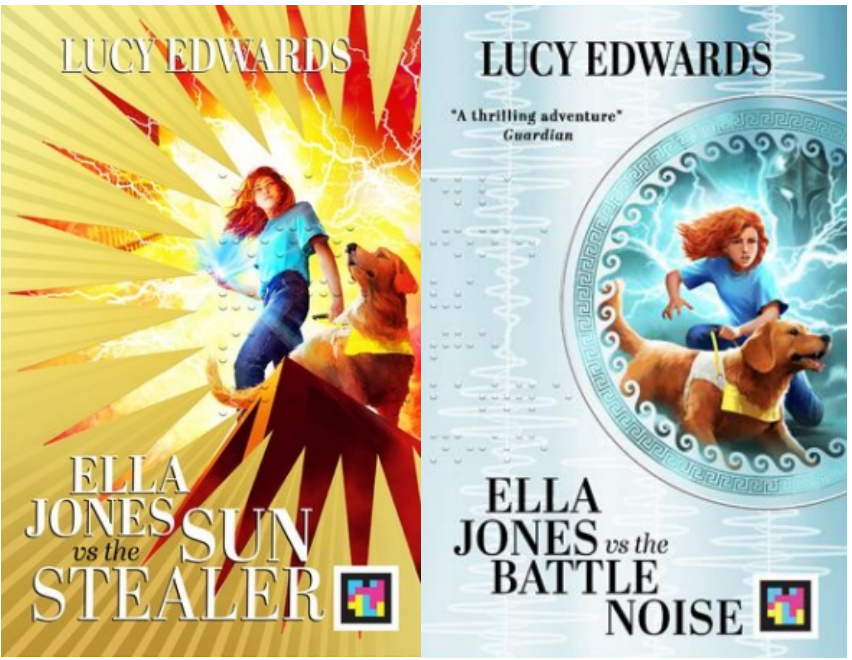 LUCY EDWARDS
ELLA
JONES
vs the SUN
STEALER
LUCY EDWARDS
"A thrilling adventure"
Guardian
ELLA
JONES vs the
BATTLE
NOISE